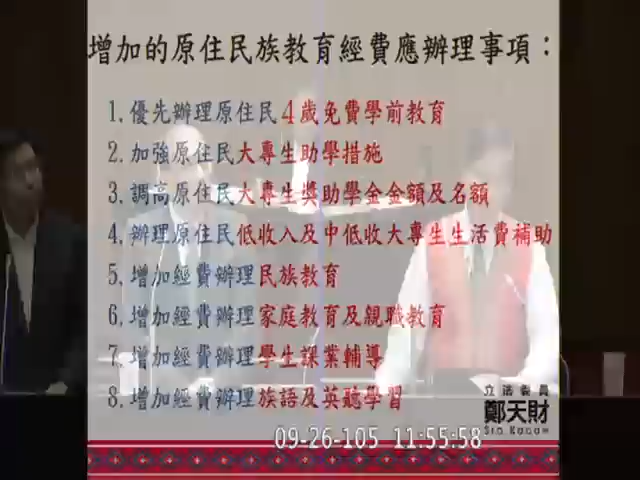 增加的原住民族教育經費應辦理事項：
1. 優先辦理原住民4歲免費學前教育
2. 加強原住民大專生助學措施
3. 調高原住民大專生獎助學金金額及名額
4. 辦理原住民低收入及中低收大專生生活費補助
5. 增加經費辦理民族教育
6. 增加經費辦理家庭教育及親職教育
7. 增加經費辦理學生課業輔導
8. 增加經費辦理族語及英聽學習
立法委員
鄭天財
Sra Kacaw
09-26-105 11:55:58